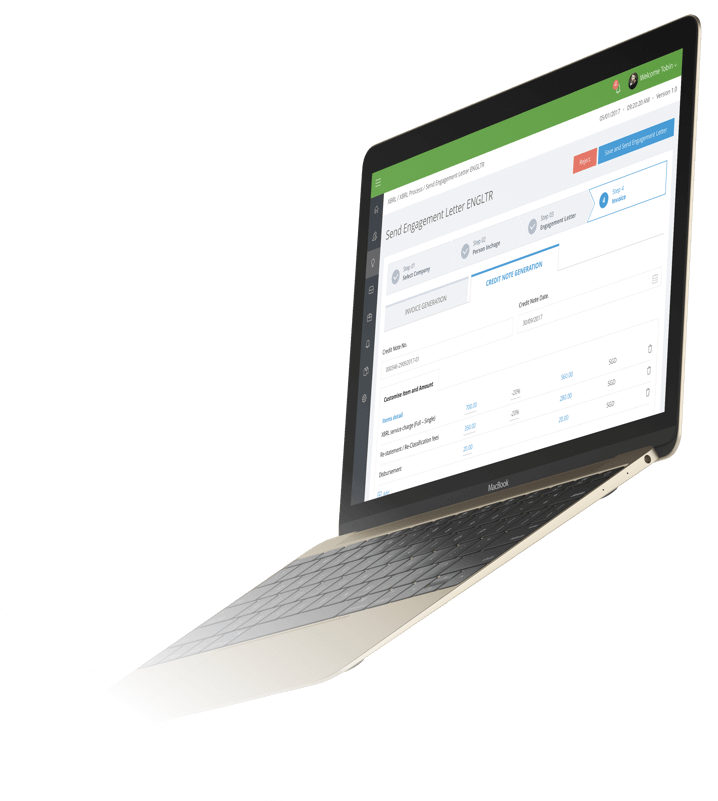 Welcome Tobin
05/01/2017 - 09:20:20 AM - Version 1.0
XBRL / XBRL Process / Send Engagement Letter ENGLTR
Send Engagement Letter ENGLTR
Reject
Save and Send Engagement Letter
Step 01
Select Company
Step 02
Person Incharge
Step 03
Engagement Letter
4
Step 4
Invoice
INVOICE GENERATION
CREDIT NOTE GENERATION
Credit Note No.
Credit Note Date.
30/09/2017
Customise Item and Amount
Items detail
XBRL service charge (Full - Single) 700.00 -20% 560.00 SGD
Re-statement / Re-Classification fees 350.00 -20% 280.00 SGD
Disbursement 20.00 20.00 SGD
MacBook